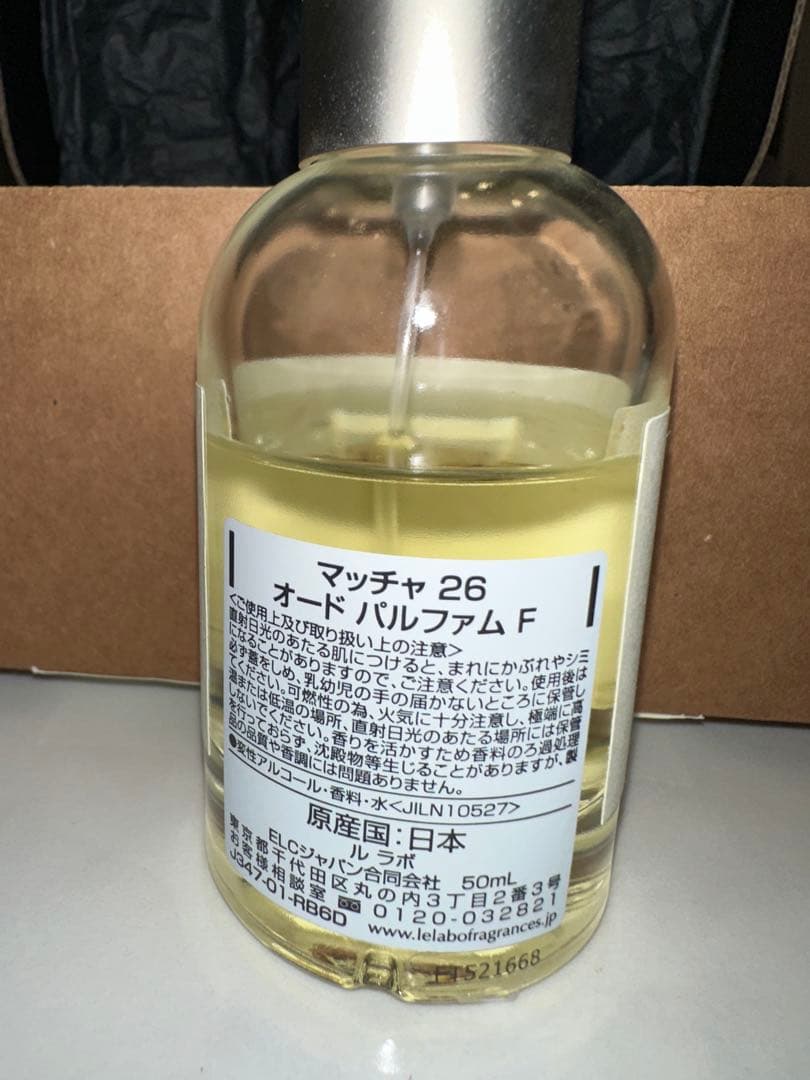 マッチャ 26
オード パルファム F
<ご使用上及び取り扱い上の注意>
直射日光のあたる肌につけると、まれにかぶれやシミ
になることがありますので、ご注意ください。使用後は
必ず蓋をしめ、乳幼児の手の届かないところに保管し
てください。可燃性の為、火気に十分注意し、極端に高
温または低温の場所、直射日光のあたる場所には保管
しないでください。香りを活かすため香料のろ過処理
を行っておらず、沈殿物等生じることがありますが、製
品の品質や香調には問題ありません。
●変性アルコール・香料・水<JILN10527>
原産国:日本
ル ラボ
ELCジャパン合同会社 50mL
東京都千代田区丸の内3丁目2番3号
お客様相談室 0120-032821
J347-01-RB6D www.lelabofragrances.jp
F1521668